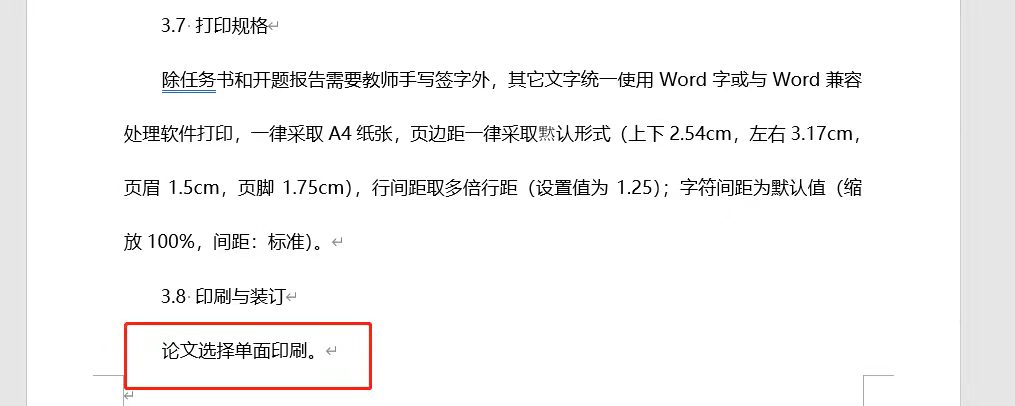 3.7 打印规格
除任务书和开题报告需要教师手写签字外，其它文字统一使用 Word 字或与 Word 兼容
处理软件打印，一律采取 A4 纸张，页边距一律采取黙认形式（上下 2.54cm，左右 3.17cm，
页眉 1.5cm，页脚 1.75cm），行间距取多倍行距（设置值为 1.25）；字符间距为默认值（缩
放 100%，间距：标准）。
3.8 印刷与装订
论文选择单面印刷。